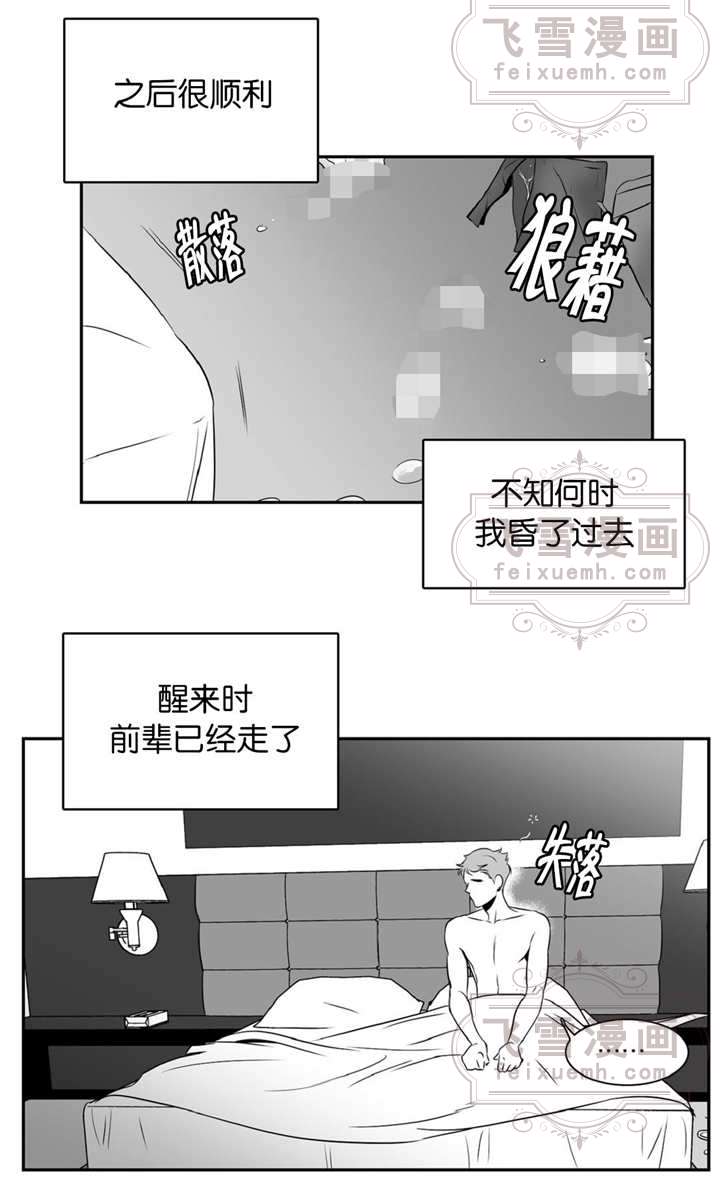 飞雪漫画
feixuemh.com
之后很顺利
散落
狼藉
不知何时
我昏了过去
飞雪漫画
feixuemh.com
醒来时
前辈已经走了
失落
飞雪漫画
feixuemh.com
……